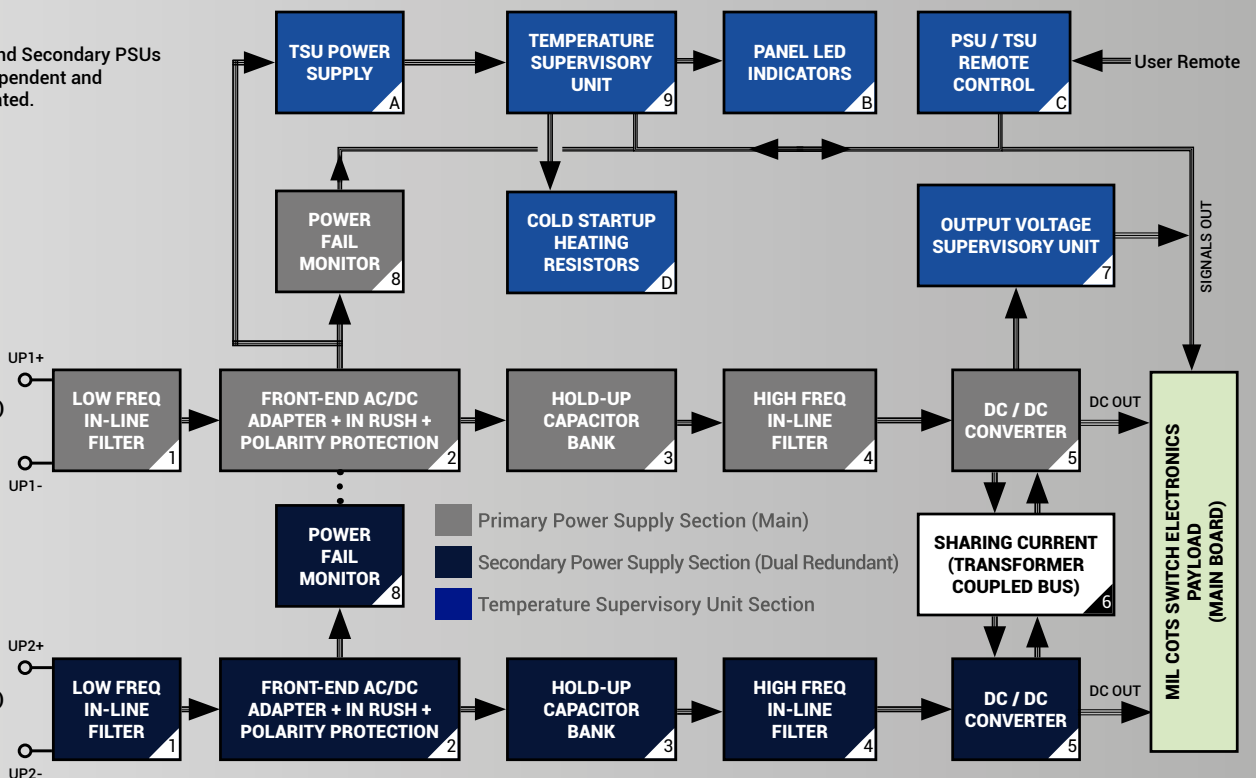 nd Secondary PSUs
pendent and
ated.
TSU POWER
SUPPLY
A
TEMPERATURE
SUPERVISORY
UNIT
9
PANEL LED
INDICATORS
B
PSU / TSU
REMOTE
CONTROL
C
User Remote
POWER
FAIL
MONITOR
8
COLD STARTUP
HEATING
RESISTORS
D
OUTPUT VOLTAGE
SUPERVISORY UNIT
7
SIGNALS OUT
UP1+
)
UP1-
LOW FREQ
IN-LINE
FILTER
1
FRONT-END AC/DC
ADAPTER + IN RUSH +
POLARITY PROTECTION
2
HOLD-UP
CAPACITOR
BANK
3
HIGH FREQ
IN-LINE
FILTER
4
DC / DC
CONVERTER
5
DC OUT
MIL COTS SWITCH ELECTRONICS
PAYLOAD
(MAIN BOARD)
POWER
FAIL
MONITOR
8
Primary Power Supply Section (Main)
Secondary Power Supply Section (Dual Redundant)
Temperature Supervisory Unit Section
SHARING CURRENT
(TRANSFORMER
COUPLED BUS)
6
UP2+
)
UP2-
LOW FREQ
IN-LINE
FILTER
1
FRONT-END AC/DC
ADAPTER + IN RUSH +
POLARITY PROTECTION
2
HOLD-UP
CAPACITOR
BANK
3
HIGH FREQ
IN-LINE
FILTER
4
DC / DC
CONVERTER
5
DC OUT